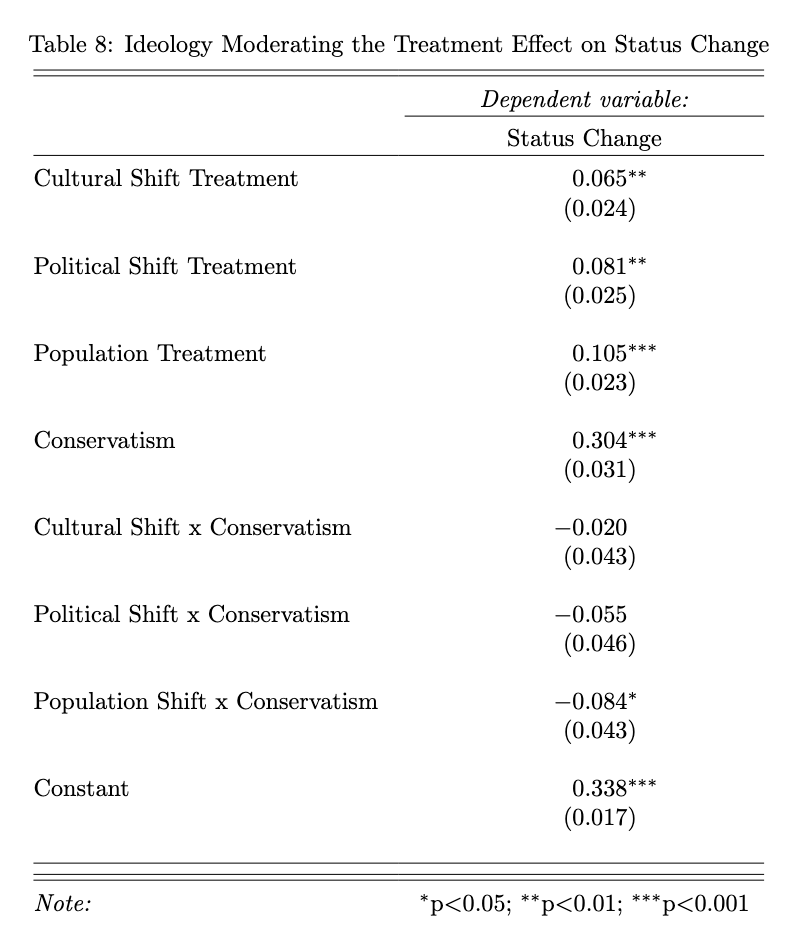 Table 8: Ideology Moderating the Treatment Effect on Status Change
Dependent variable:
Status Change
Cultural Shift Treatment 0.065**
(0.024)
Political Shift Treatment 0.081**
(0.025)
Population Treatment 0.105***
(0.023)
Conservatism 0.304***
(0.031)
Cultural Shift x Conservatism −0.020
(0.043)
Political Shift x Conservatism −0.055
(0.046)
Population Shift x Conservatism −0.084*
(0.043)
Constant 0.338***
(0.017)
Note: *p<0.05; **p<0.01; ***p<0.001